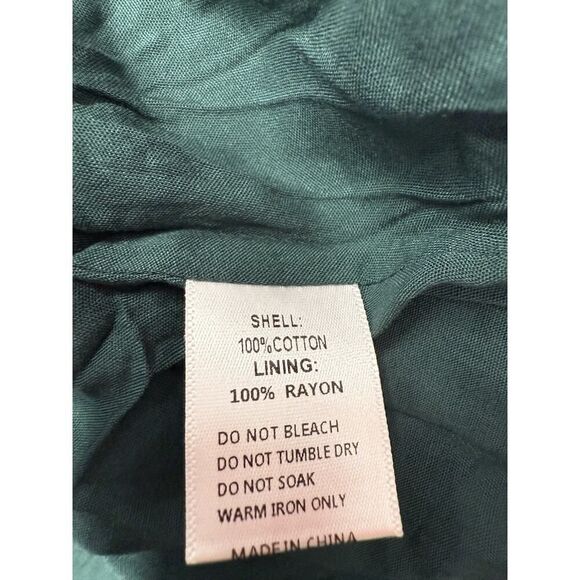 SHELL:
100%COTTON
LINING:
100% RAYON
DO NOT BLEACH
DO NOT TUMBLE DRY
DO NOT SOAK
WARM IRON ONLY
MADE IN CHINA